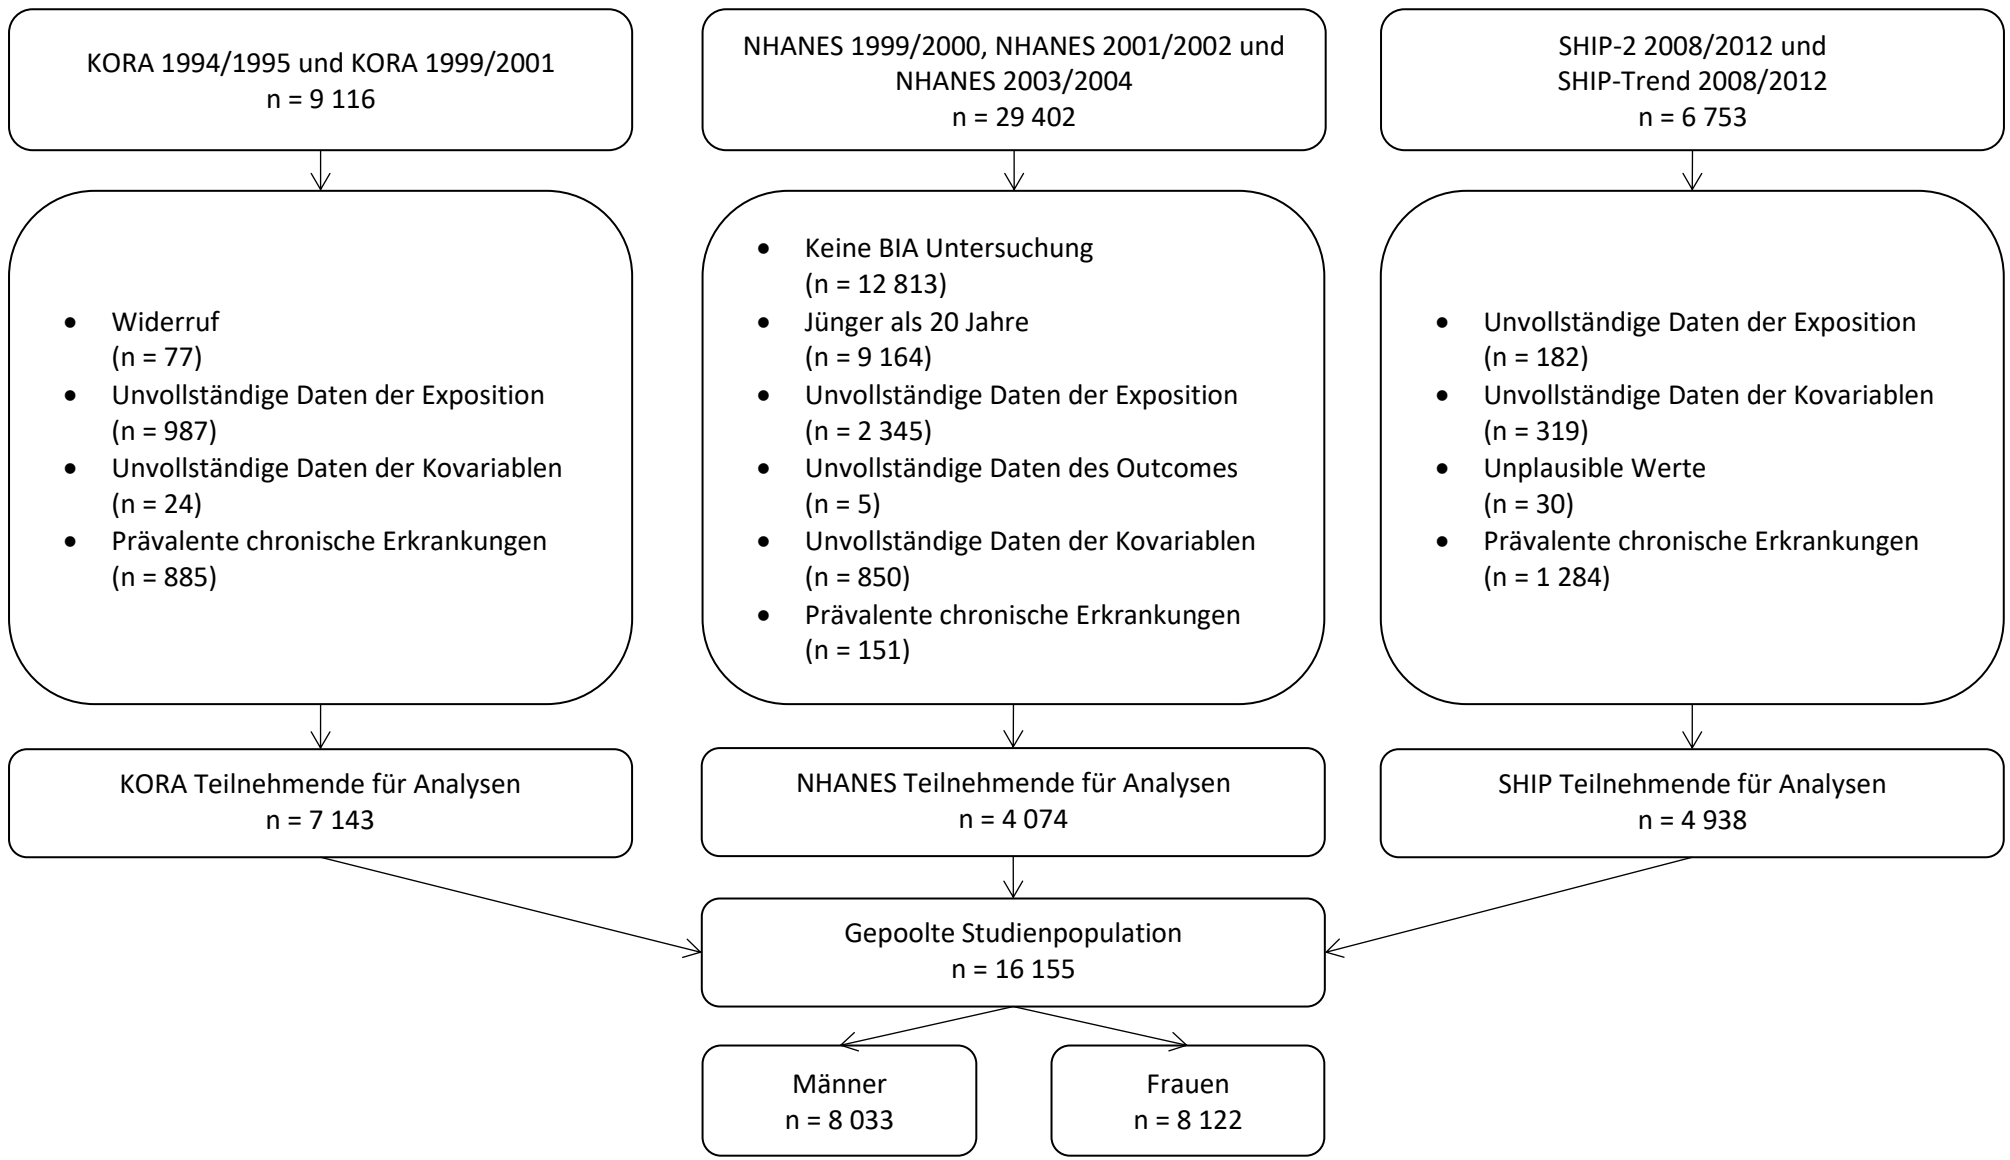 KORA 1994/1995 und KORA 1999/2001
n = 9 116
NHANES 1999/2000, NHANES 2001/2002 und
NHANES 2003/2004
n = 29 402
SHIP-2 2008/2012 und
SHIP-Trend 2008/2012
n = 6 753
• Widerruf
(n = 77)
• Unvollständige Daten der Exposition
(n = 987)
• Unvollständige Daten der Kovariablen
(n = 24)
• Prävalente chronische Erkrankungen
(n = 885)
• Keine BIA Untersuchung
(n = 12 813)
• Jünger als 20 Jahre
(n = 9 164)
• Unvollständige Daten der Exposition
(n = 2 345)
• Unvollständige Daten des Outcomes
(n = 5)
• Unvollständige Daten der Kovariablen
(n = 850)
• Prävalente chronische Erkrankungen
(n = 151)
• Unvollständige Daten der Exposition
(n = 182)
• Unvollständige Daten der Kovariablen
(n = 319)
• Unplausible Werte
(n = 30)
• Prävalente chronische Erkrankungen
(n = 1 284)
KORA Teilnehmende für Analysen
n = 7 143
NHANES Teilnehmende für Analysen
n = 4 074
SHIP Teilnehmende für Analysen
n = 4 938
Gepoolte Studienpopulation
n = 16 155
Männer
n = 8 033
Frauen
n = 8 122